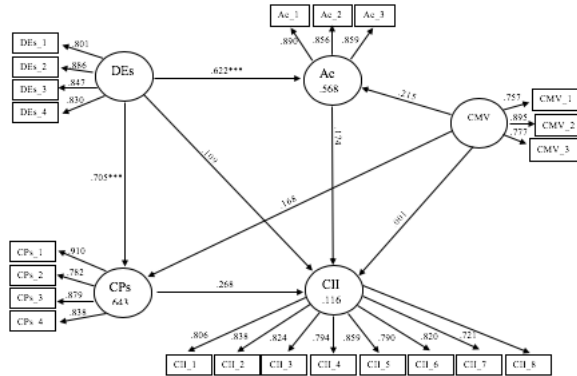 Ac_1 Ac_2 Ac_3
DEs_1 .801
DEs_2 .886
DEs_3 .847
DEs_4 .830
DEs
.890 .856 .859
.622***
Ac
.568
.215
CMV
.757 CMV_1
.895 CMV_2
.777 CMV_3
.705***
.109
.124
.168
.001
CPs_1 .910
CPs_2 .782
CPs_3 .879
CPs_4 .838
CPs
.643
.268
CII
.116
.806 .838 .824 .794 .859 .790 .820 .721
CII_1 CII_2 CII_3 CII_4 CII_5 CII_6 CII_7 CII_8